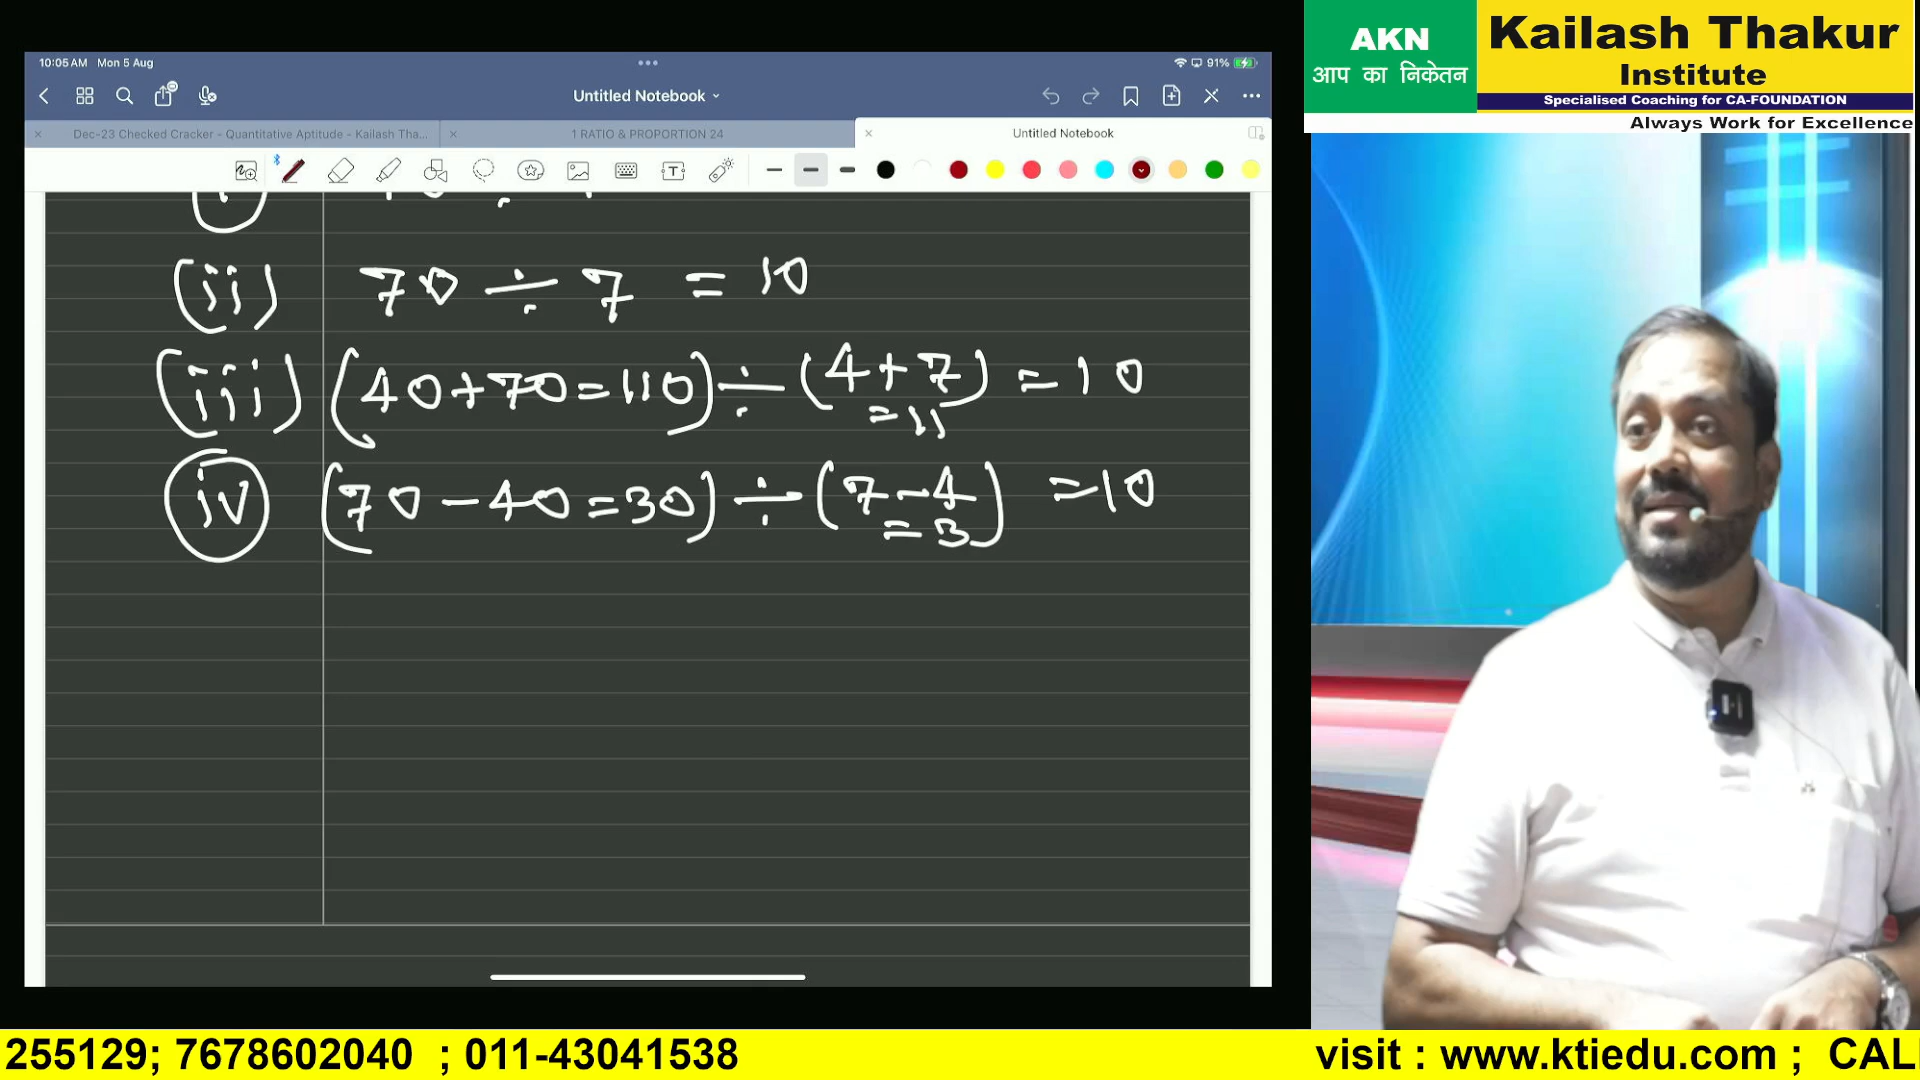 AKN
आप का निकेतन
Kailash Thakur
Institute
Specialised Coaching for CA-FOUNDATION
Always Work for Excellence
10:05 AM Mon 5 Aug
91%
Untitled Notebook
Dec-23 Checked Cracker - Quantitative Aptitude - Kailash Tha...
1 RATIO & PROPORTION 24
Untitled Notebook
(ii) 70 ÷ 7 = 10
(iii) (40+70=110) ÷ (4+7) = 10
=11
(iv) (70-40=30) ÷ (7-4) =10
=3
255129; 7678602040 ; 011-43041538
visit : www.ktiedu.com ; CAL